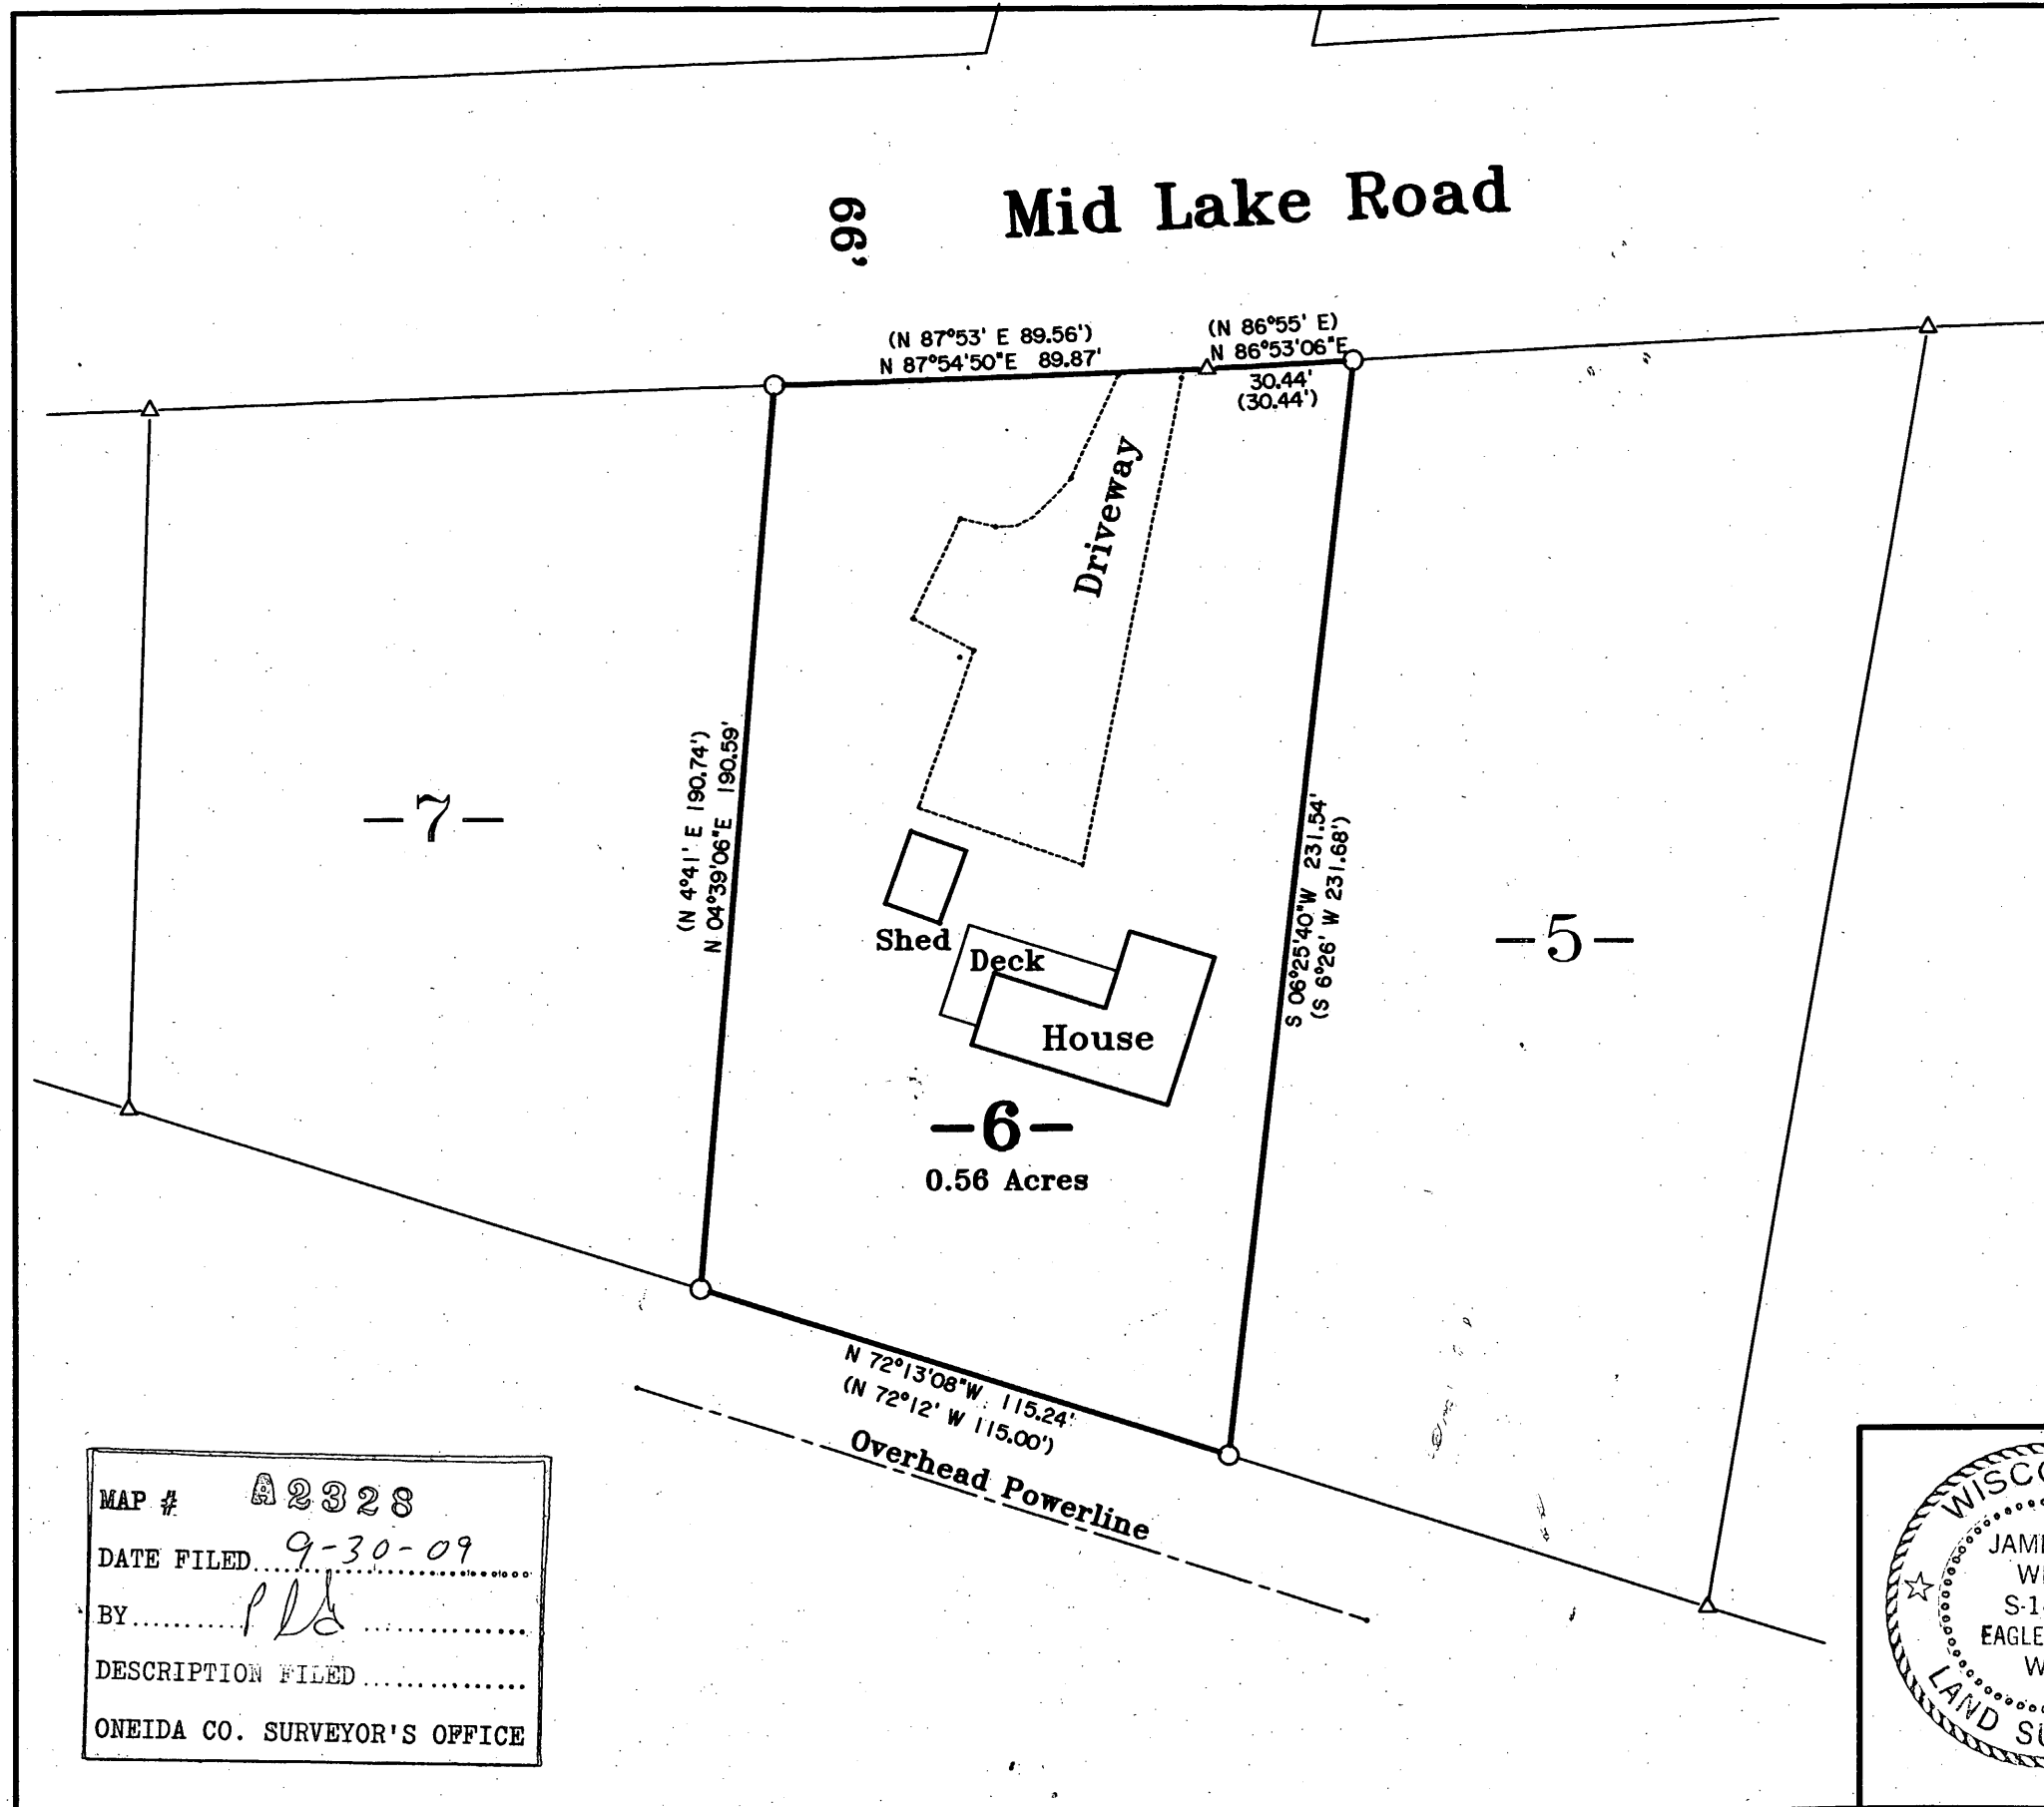 Mid Lake Road
66'
(N 87°53' E 89.56')
N 87°54'50"E 89.87'
(N 86°55' E)
N 86°53'06"E
30.44'
(30.44')
Driveway
(N 4°41' E 190.74')
N 04°39'06"E 190.59'
-7-
S 06°25'40"W 231.54'
(S 6°26' W 231.68')
-5-
Shed
Deck
House
-6-
0.56 Acres
N 72°13'08"W 115.24'
(N 72°12' W 115.00')
Overhead Powerline
MAP # A2328
DATE FILED 9-30-09
BY
DESCRIPTION FILED
ONEIDA CO. SURVEYOR'S OFFICE
WISCO
JAM
W
S-1
EAGLE
W
LAND SU